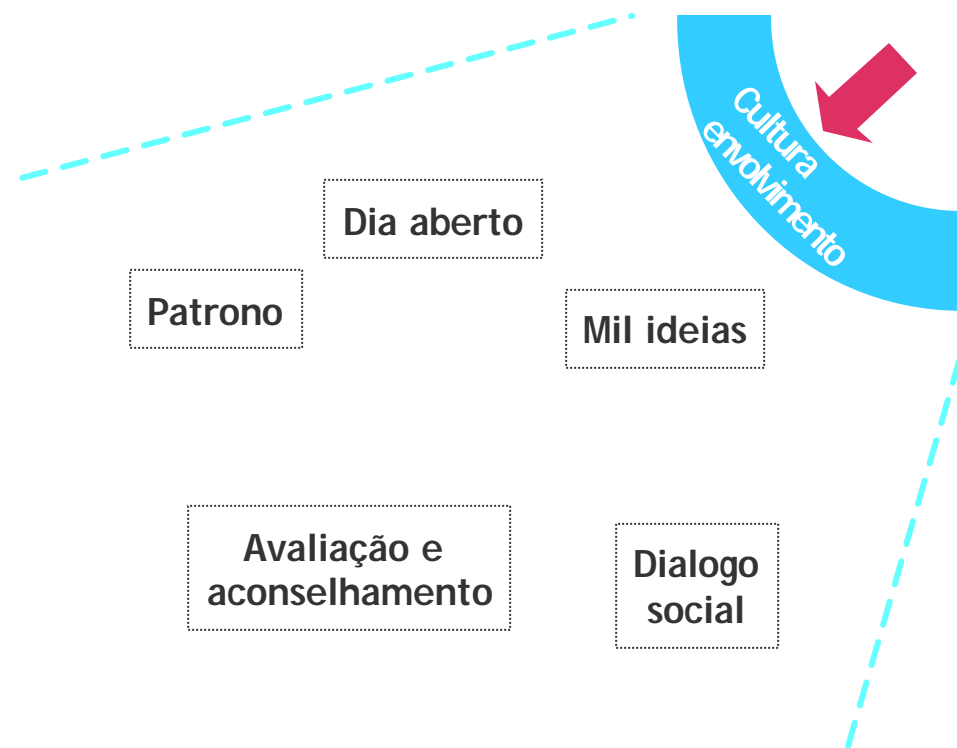 Cultura
envolvimento
Dia aberto
Patrono
Mil ideias
Avaliação e
aconselhamento
Dialogo
social